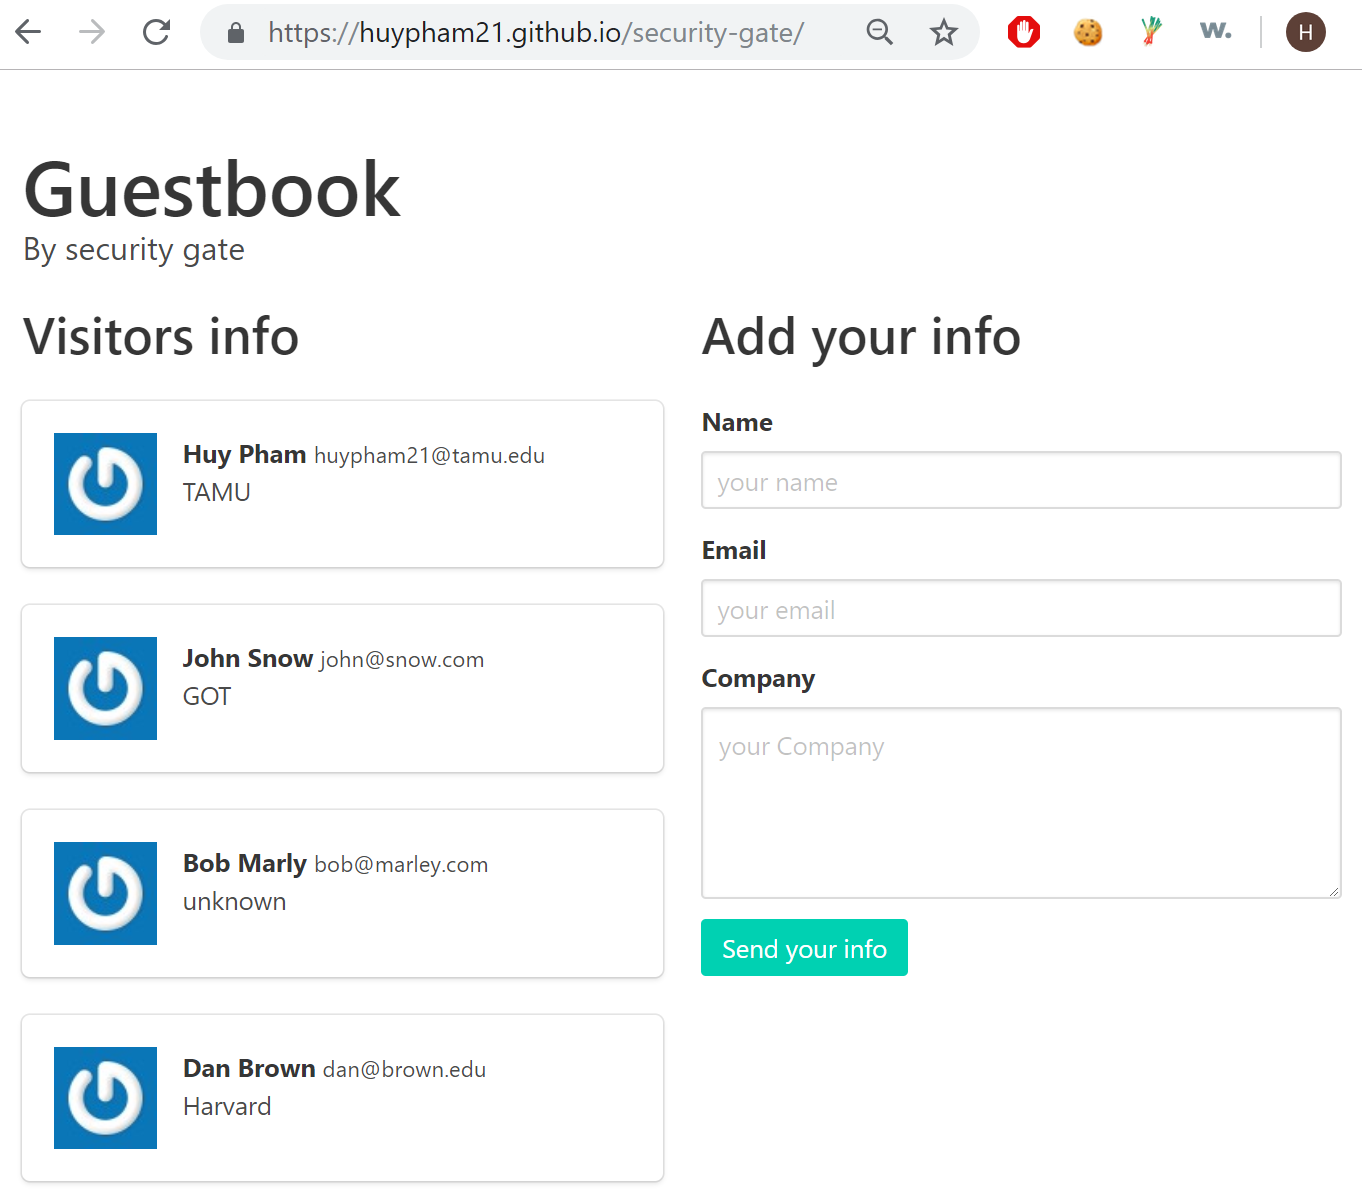 https://huypham21.github.io/security-gate/
w.
H
Guestbook
By security gate
Visitors info
Huy Pham huypham21@tamu.edu
TAMU
John Snow john@snow.com
GOT
Bob Marly bob@marley.com
unknown
Dan Brown dan@brown.edu
Harvard
Add your info
Name
your name
Email
your email
Company
your Company
Send your info